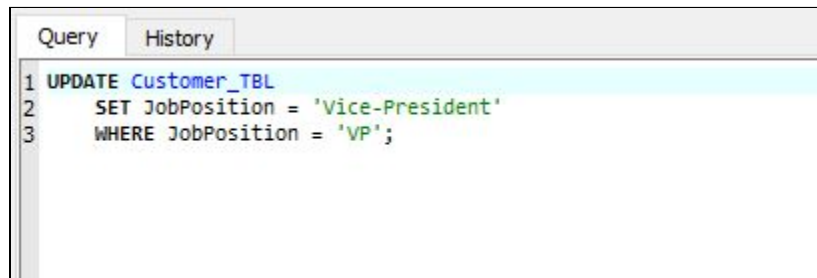 Query History
1 UPDATE Customer_TBL
2 SET JobPosition = 'Vice-President'
3 WHERE JobPosition = 'VP';